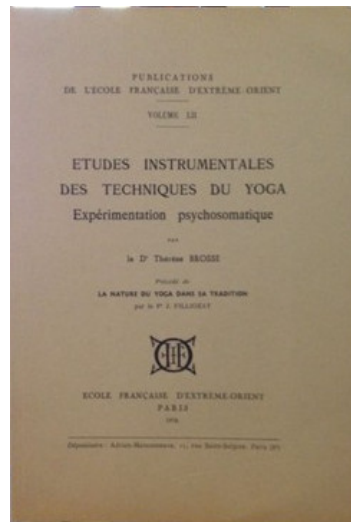 PUBLICATIONS
DE L'ECOLE FRANÇAISE D'EXTRÊME-ORIENT
VOLUME LII
ETUDES INSTRUMENTALES
DES TECHNIQUES DU YOGA
Expérimentation psychosomatique
PAR
le Dr Thérèse BROSSE
Précédé de
LA NATURE DU YOGA DANS SA TRADITION
par le Pr J. FILLIOZAT
ECOLE FRANÇAISE D'EXTRÊME-ORIENT
PARIS
Dépositaire : Adrien-Maisonneuve, 11, rue Saint-Sulpice, Paris